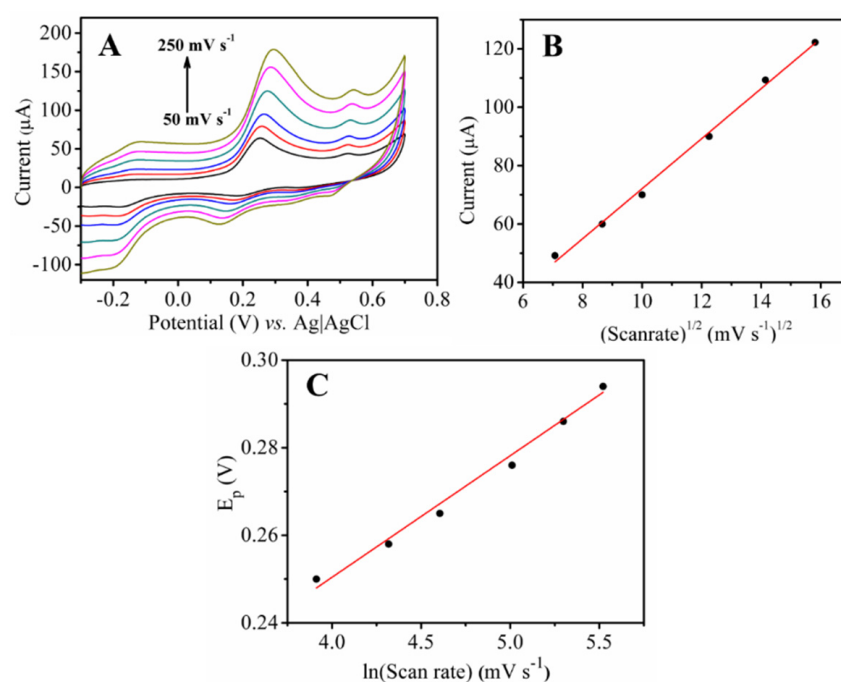 A
250 mV s⁻¹
50 mV s⁻¹
200
150
100
50
0
-50
-100
Current (μA)
-0.2
0.0
0.2
0.4
0.6
0.8
Potential (V) vs. Ag|AgCl
B
120
100
80
60
40
Current (μA)
6
8
10
12
14
16
(Scanrate)^1/2 (mV s⁻¹)^1/2
C
0.30
0.28
0.26
0.24
E_p (V)
4.0
4.5
5.0
5.5
ln(Scan rate) (mV s⁻¹)